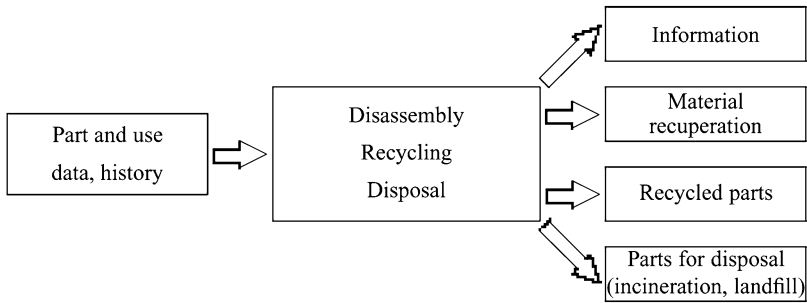 Part and use
data, history
Disassembly
Recycling
Disposal
Information
Material
recuperation
Recycled parts
Parts for disposal
(incineration, landfill)